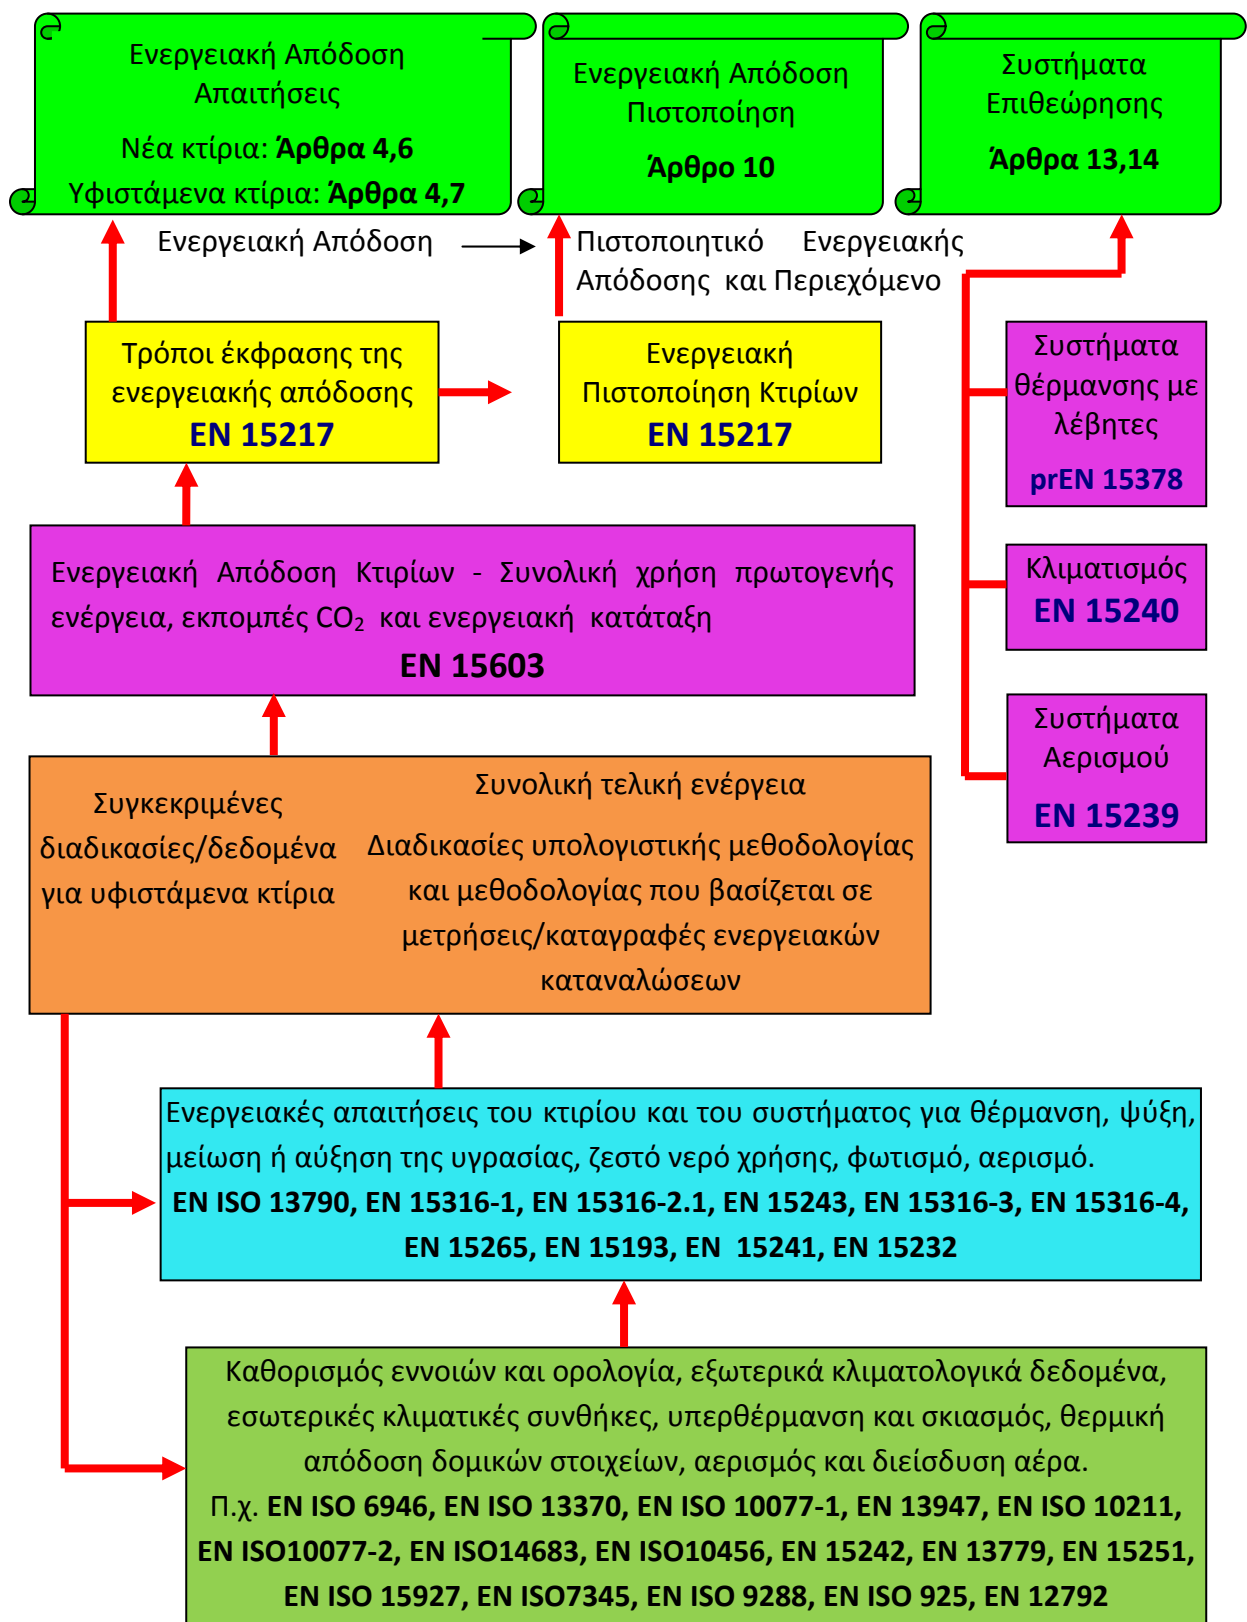 Ενεργειακή Απόδοση
Απαιτήσεις
Νέα κτίρια: Άρθρα 4,6
Υφιστάμενα κτίρια: Άρθρα 4,7
Ενεργειακή Απόδοση
Πιστοποίηση
Άρθρο 10
Συστήματα
Επιθεώρησης
Άρθρα 13,14
Ενεργειακή Απόδοση
Πιστοποιητικό Ενεργειακής
Απόδοσης και Περιεχόμενο
Τρόποι έκφρασης της
ενεργειακής απόδοσης
EN 15217
Ενεργειακή
Πιστοποίηση Κτιρίων
EN 15217
Συστήματα
θέρμανσης με
λέβητες
prEN 15378
Ενεργειακή Απόδοση Κτιρίων - Συνολική χρήση πρωτογενής
ενέργεια, εκπομπές CO₂ και ενεργειακή κατάταξη
EN 15603
Κλιματισμός
EN 15240
Συστήματα
Αερισμού
EN 15239
Συγκεκριμένες
διαδικασίες/δεδομένα
για υφιστάμενα κτίρια
Συνολική τελική ενέργεια
Διαδικασίες υπολογιστικής μεθοδολογίας
και μεθοδολογίας που βασίζεται σε
μετρήσεις/καταγραφές ενεργειακών
καταναλώσεων
Ενεργειακές απαιτήσεις του κτιρίου και του συστήματος για θέρμανση, ψύξη,
μείωση ή αύξηση της υγρασίας, ζεστό νερό χρήσης, φωτισμό, αερισμό.
EN ISO 13790, EN 15316-1, EN 15316-2.1, EN 15243, EN 15316-3, EN 15316-4,
EN 15265, EN 15193, EN 15241, EN 15232
Καθορισμός εννοιών και ορολογία, εξωτερικά κλιματολογικά δεδομένα,
εσωτερικές κλιματικές συνθήκες, υπερθέρμανση και σκιασμός, θερμική
απόδοση δομικών στοιχείων, αερισμός και διείσδυση αέρα.
Π.χ. EN ISO 6946, EN ISO 13370, EN ISO 10077-1, EN 13947, EN ISO 10211,
EN ISO10077-2, EN ISO14683, EN ISO10456, EN 15242, EN 13779, EN 15251,
EN ISO 15927, EN ISO7345, EN ISO 9288, EN ISO 925, EN 12792